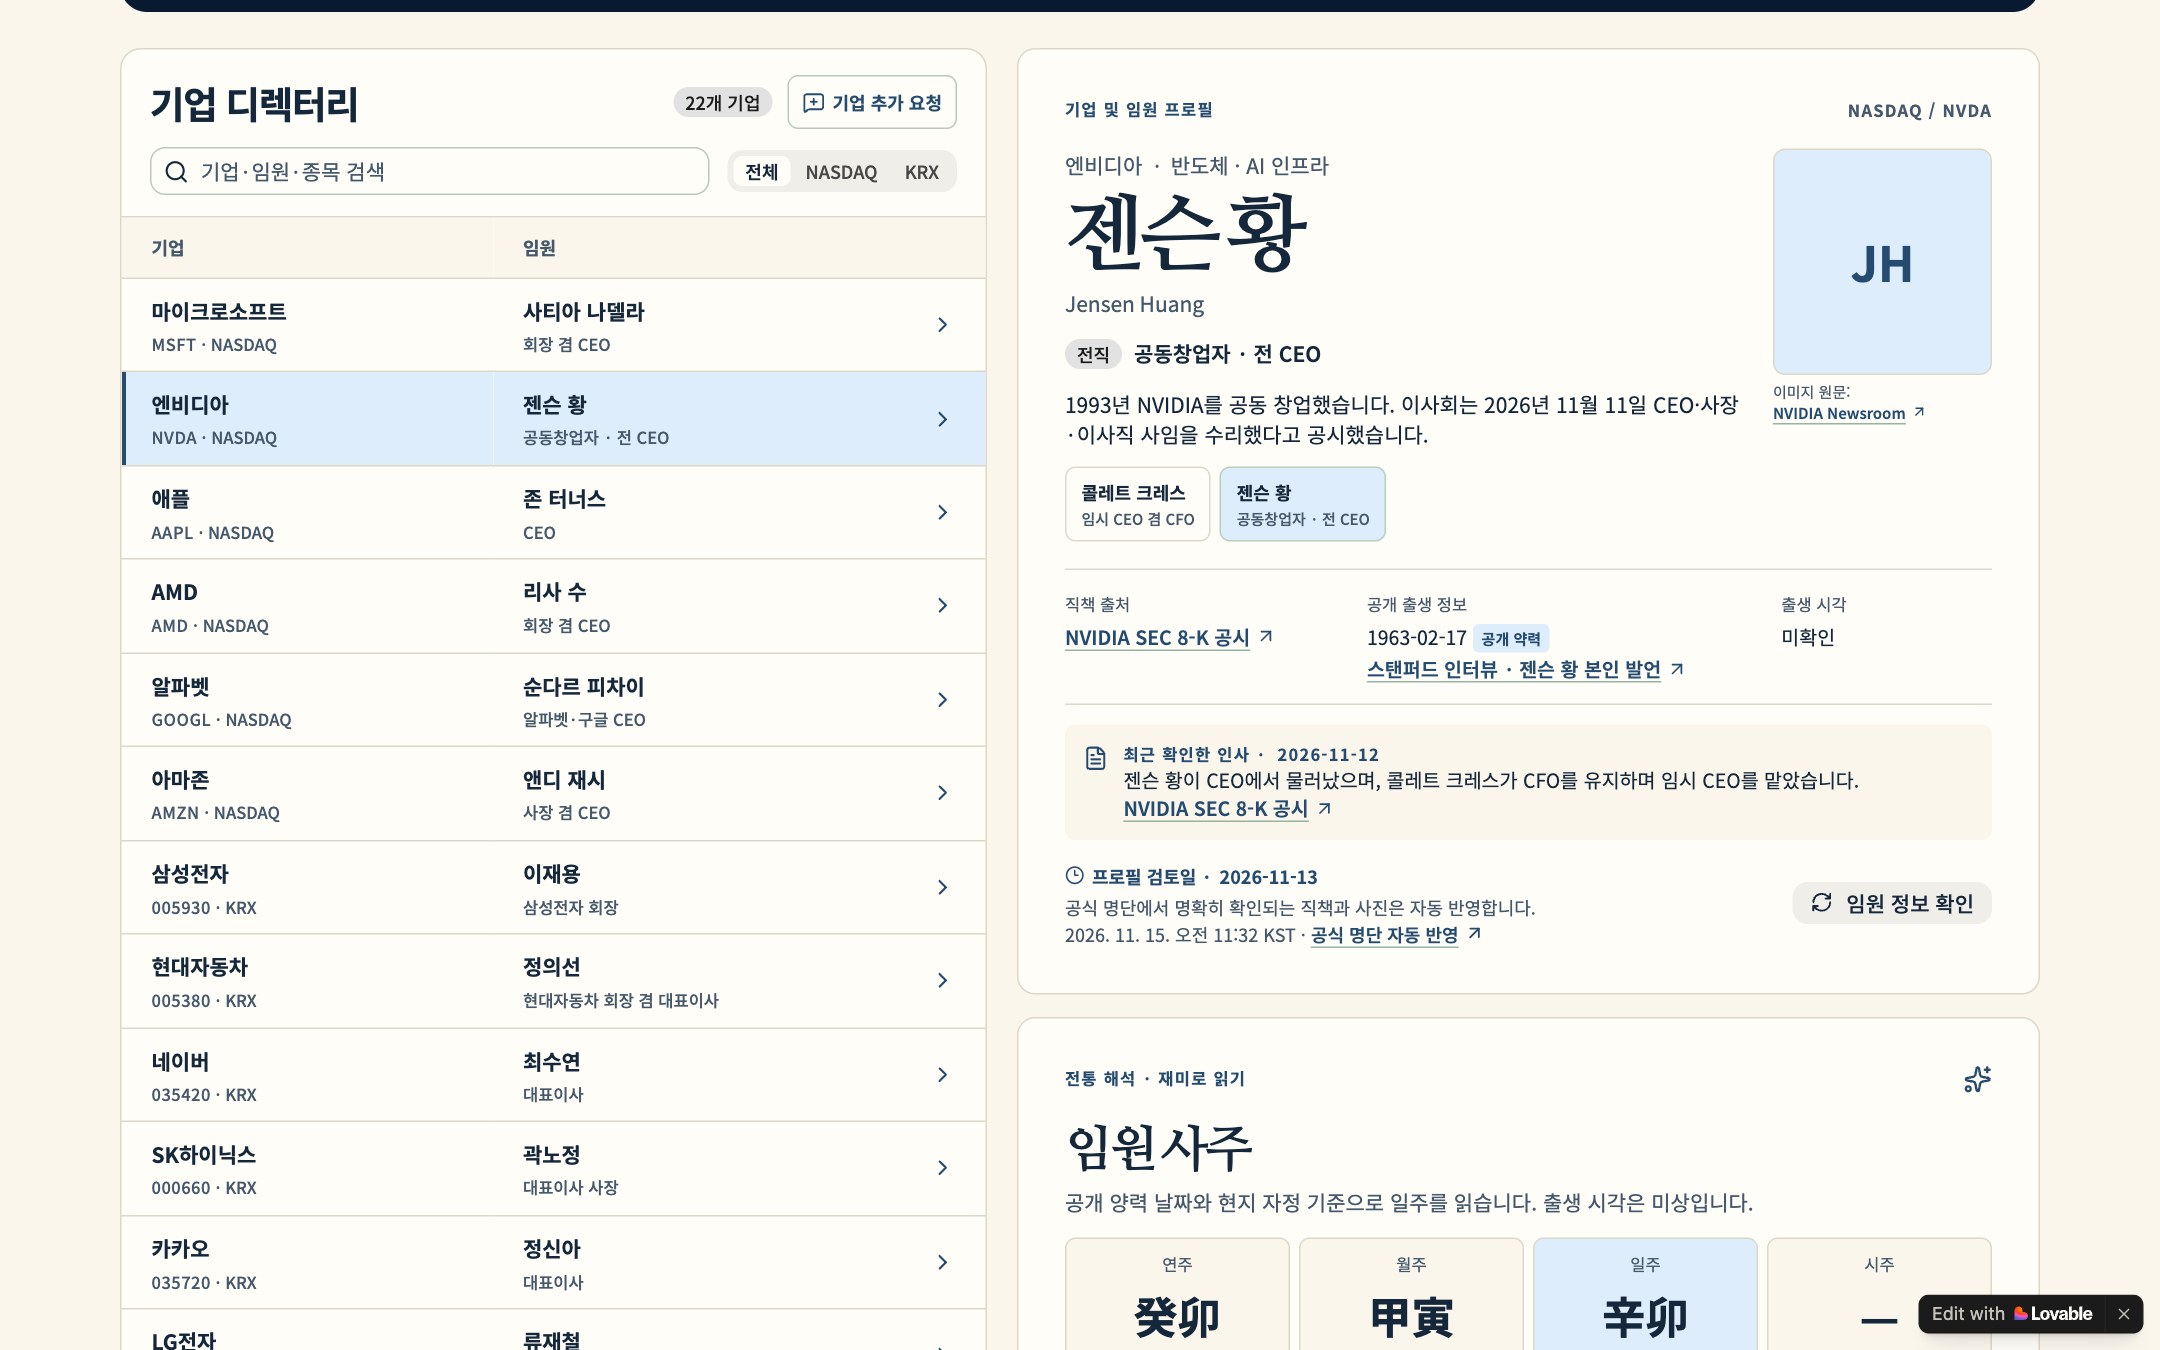 기업 디렉터리
22개 기업
기업 추가 요청
기업·임원·종목 검색
전체 NASDAQ KRX
기업 임원
마이크로소프트 사티아 나델라
MSFT · NASDAQ 회장 겸 CEO
엔비디아 젠슨 황
NVDA · NASDAQ 공동창업자 · 전 CEO
애플 존 터너스
AAPL · NASDAQ CEO
AMD 리사 수
AMD · NASDAQ 회장 겸 CEO
알파벳 순다르 피차이
GOOGL · NASDAQ 알파벳·구글 CEO
아마존 앤디 재시
AMZN · NASDAQ 사장 겸 CEO
삼성전자 이재용
005930 · KRX 삼성전자 회장
현대자동차 정의선
005380 · KRX 현대자동차 회장 겸 대표이사
네이버 최수연
035420 · KRX 대표이사
SK하이닉스 곽노정
000660 · KRX 대표이사 사장
카카오 정신아
035720 · KRX 대표이사
LG전자 류재철
기업 및 임원 프로필
NASDAQ / NVDA
엔비디아 · 반도체 · AI 인프라
젠슨 황
Jensen Huang
전직 공동창업자 · 전 CEO
1993년 NVIDIA를 공동 창업했습니다. 이사회는 2026년 11월 11일 CEO·사장
·이사직 사임을 수리했다고 공시했습니다.
JH
이미지 원문:
NVIDIA Newsroom
콜레트 크레스
임시 CEO 겸 CFO
젠슨 황
공동창업자 · 전 CEO
직책 출처
NVIDIA SEC 8-K 공시
공개 출생 정보
1963-02-17 공개 약력
스탠퍼드 인터뷰 · 젠슨 황 본인 발언
출생 시각
미확인
최근 확인한 인사 · 2026-11-12
젠슨 황이 CEO에서 물러났으며, 콜레트 크레스가 CFO를 유지하며 임시 CEO를 맡았습니다.
NVIDIA SEC 8-K 공시
프로필 검토일 · 2026-11-13
공식 명단에서 명확히 확인되는 직책과 사진은 자동 반영합니다.
2026. 11. 15. 오전 11:32 KST · 공식 명단 자동 반영
임원 정보 확인
전통 해석 · 재미로 읽기
임원 사주
공개 양력 날짜와 현지 자정 기준으로 일주를 읽습니다. 출생 시각은 미상입니다.
연주 월주 일주 시주
癸卯 甲寅 辛卯 —
Edit with Lovable